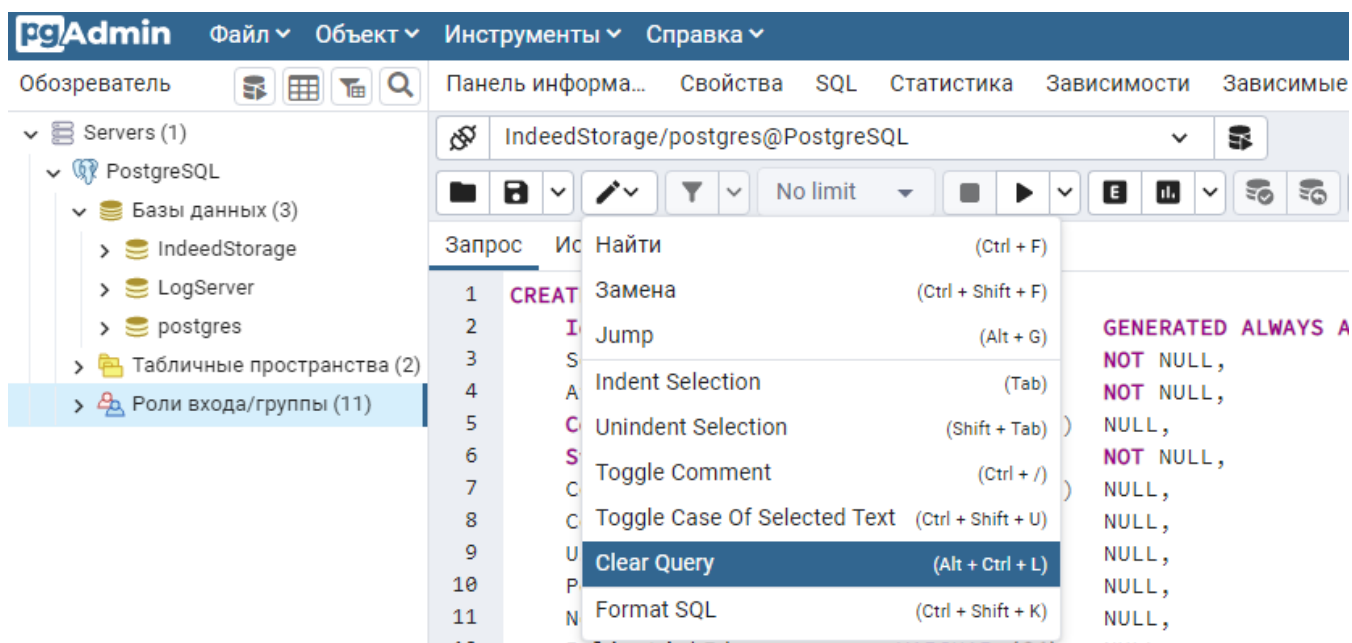 pgAdmin Файл Объект Инструменты Справка
Обозреватель Панель информа... Свойства SQL Статистика Зависимости Зависимые
Servers (1)
IndeedStorage/postgres@PostgreSQL
PostgreSQL
No limit
Базы данных (3)
IndeedStorage
LogServer
postgres
Табличные пространства (2)
Роли входа/группы (11)
Запрос
Найти (Ctrl + F)
Замена (Ctrl + Shift + F)
Jump (Alt + G)
Indent Selection (Tab)
Unindent Selection (Shift + Tab)
Toggle Comment (Ctrl + /)
Toggle Case Of Selected Text (Ctrl + Shift + U)
Clear Query (Alt + Ctrl + L)
Format SQL (Ctrl + Shift + K)
1 CREAT
2 GENERATED ALWAYS A
3 S NOT NULL,
4 A NOT NULL,
5 C ) NULL,
6 S NOT NULL,
7 C ) NULL,
8 C NULL,
9 U NULL,
10 P NULL,
11 N NULL,